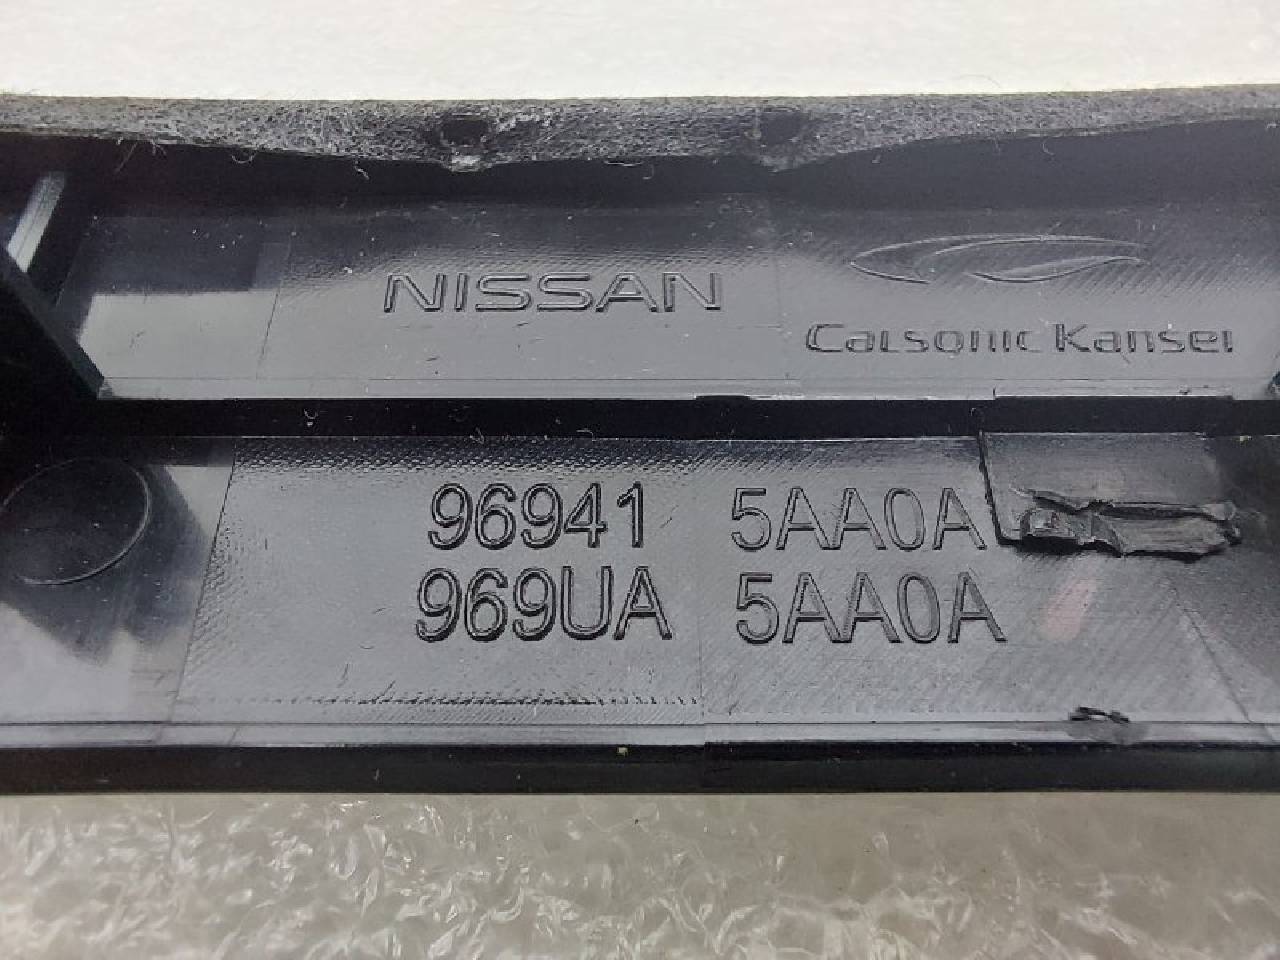 NISSAN
Calsonic Kansei
96941 5AA0A
969UA 5AA0A